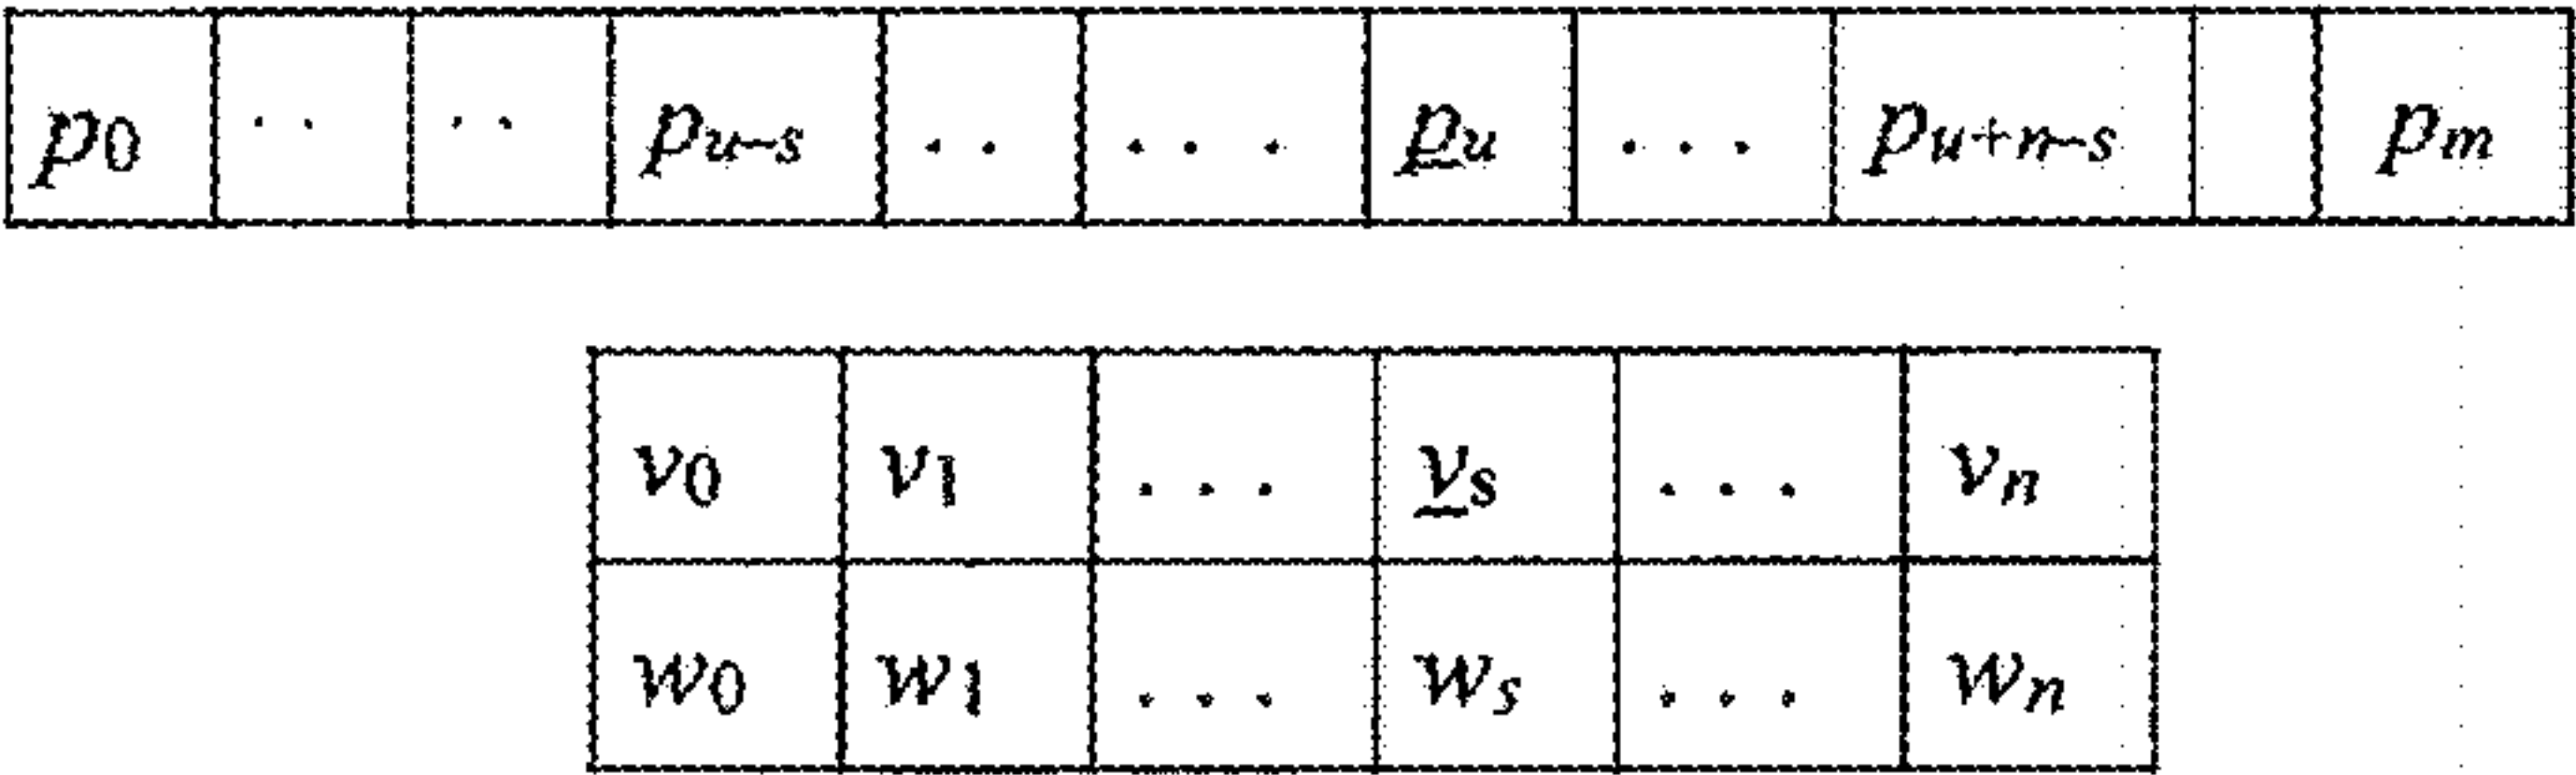 p0 .. .. pu-s .. ... pu ... pu+n-s pm
v0 v1 ... vs ... vn
w0 w1 ... ws ... wn